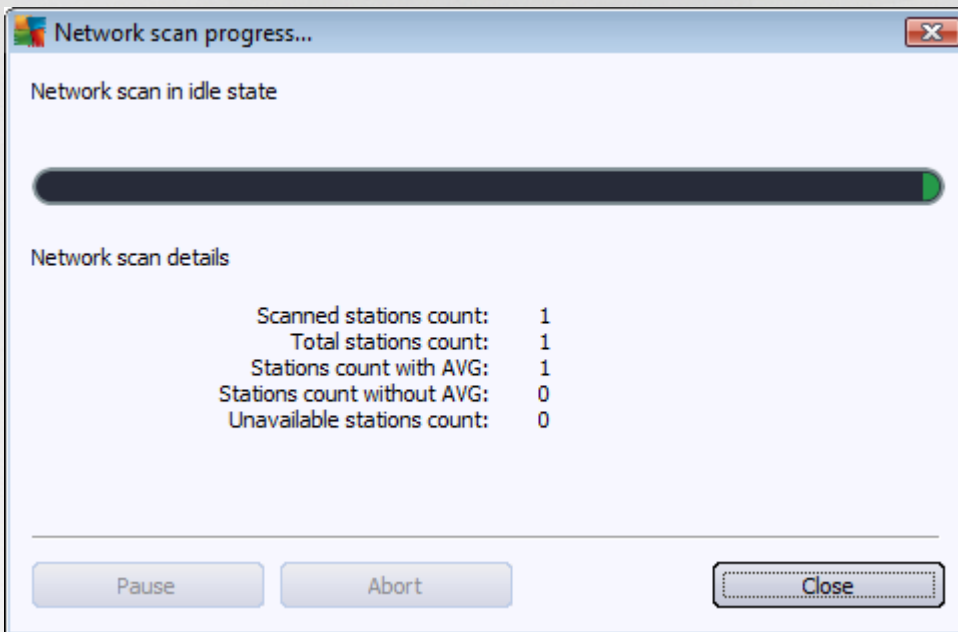 Network scan progress...
Network scan in idle state
Network scan details
Scanned stations count: 1
Total stations count: 1
Stations count with AVG: 1
Stations count without AVG: 0
Unavailable stations count: 0
Pause Abort Close